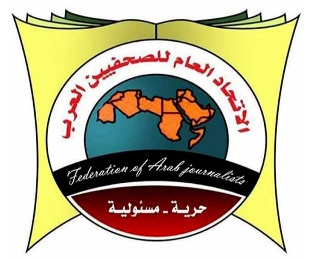 الاتحاد العام للصحفيين العرب
Federation of Arab journalists
حرية - مسئولية